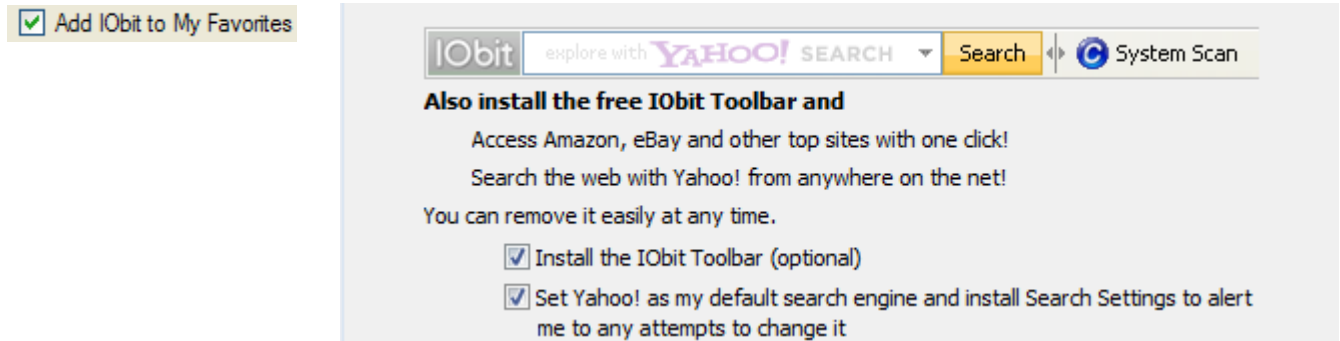 Add IObit to My Favorites
IObit explore with YAHOO! SEARCH Search System Scan
Also install the free IObit Toolbar and
Access Amazon, eBay and other top sites with one click!
Search the web with Yahoo! from anywhere on the net!
You can remove it easily at any time.
Install the IObit Toolbar (optional)
Set Yahoo! as my default search engine and install Search Settings to alert
me to any attempts to change it